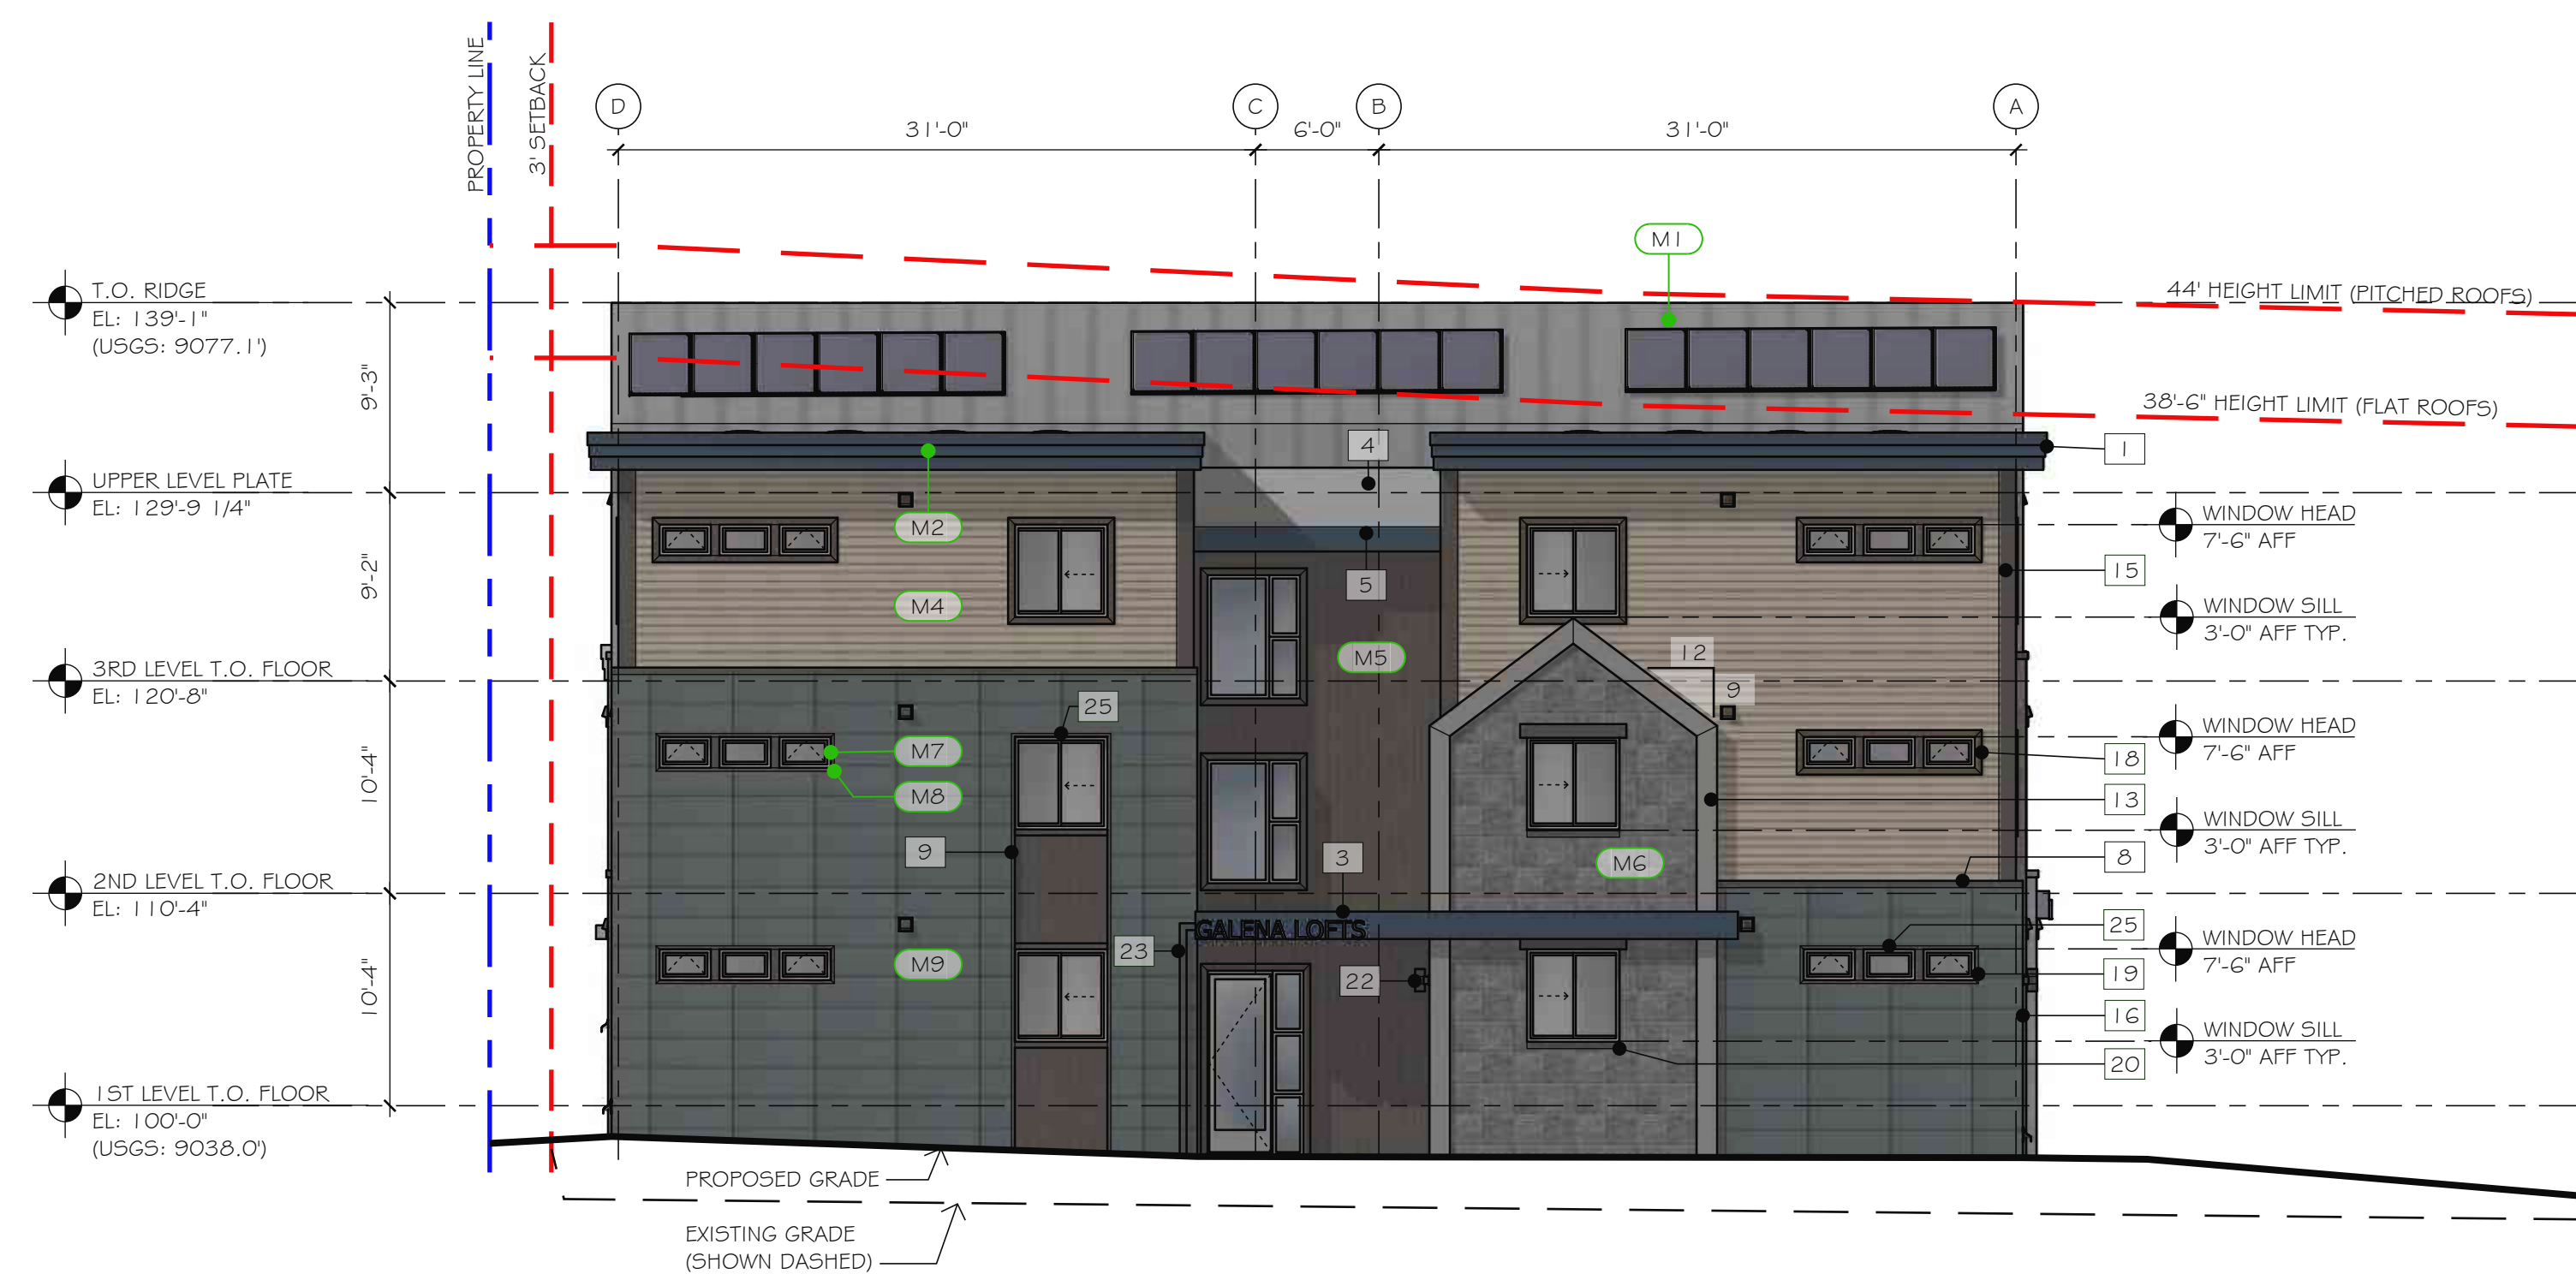 PROPERTY LINE
3' SETBACK
D
C
B
A
31'-0"
6'-0"
31'-0"
M1
T.O. RIDGE
EL: 139'-1"
(USGS: 9077.1')
44' HEIGHT LIMIT (PITCHED ROOFS)
9'-3"
38'-6" HEIGHT LIMIT (FLAT ROOFS)
4
1
UPPER LEVEL PLATE
EL: 129'-9 1/4"
M2
WINDOW HEAD
7'-6" AFF
9'-2"
5
15
M4
WINDOW SILL
3'-0" AFF TYP.
M5
12
9
3RD LEVEL T.O. FLOOR
EL: 120'-8"
25
WINDOW HEAD
7'-6" AFF
10'-4"
M7
18
M8
13
WINDOW SILL
3'-0" AFF TYP.
9
3
M6
8
2ND LEVEL T.O. FLOOR
EL: 110'-4"
GALENA LOFTS
25
WINDOW HEAD
7'-6" AFF
23
M9
22
19
10'-4"
16
WINDOW SILL
3'-0" AFF TYP.
20
1ST LEVEL T.O. FLOOR
EL: 100'-0"
(USGS: 9038.0')
PROPOSED GRADE
EXISTING GRADE
(SHOWN DASHED)